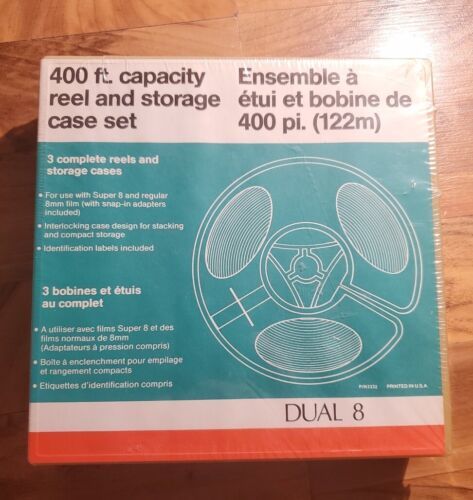 400 ft. capacity
reel and storage
case set
Ensemble à
étui et bobine de
400 pi. (122m)
3 complete reels and
storage cases
• For use with Super 8 and regular
8mm film (with snap-in adapters
included)
• Interlocking case design for stacking
and compact storage
• Identification labels included
3 bobines et étuis
au complet
• A utiliser avec films Super 8 et des
films normaux de 8mm
(Adaptateurs à pression compris)
• Boîte à enclenchment pour empilage
et rangement compacts
• Etiquettes d'identification compris
PRINTED IN U.S.A.
DUAL 8